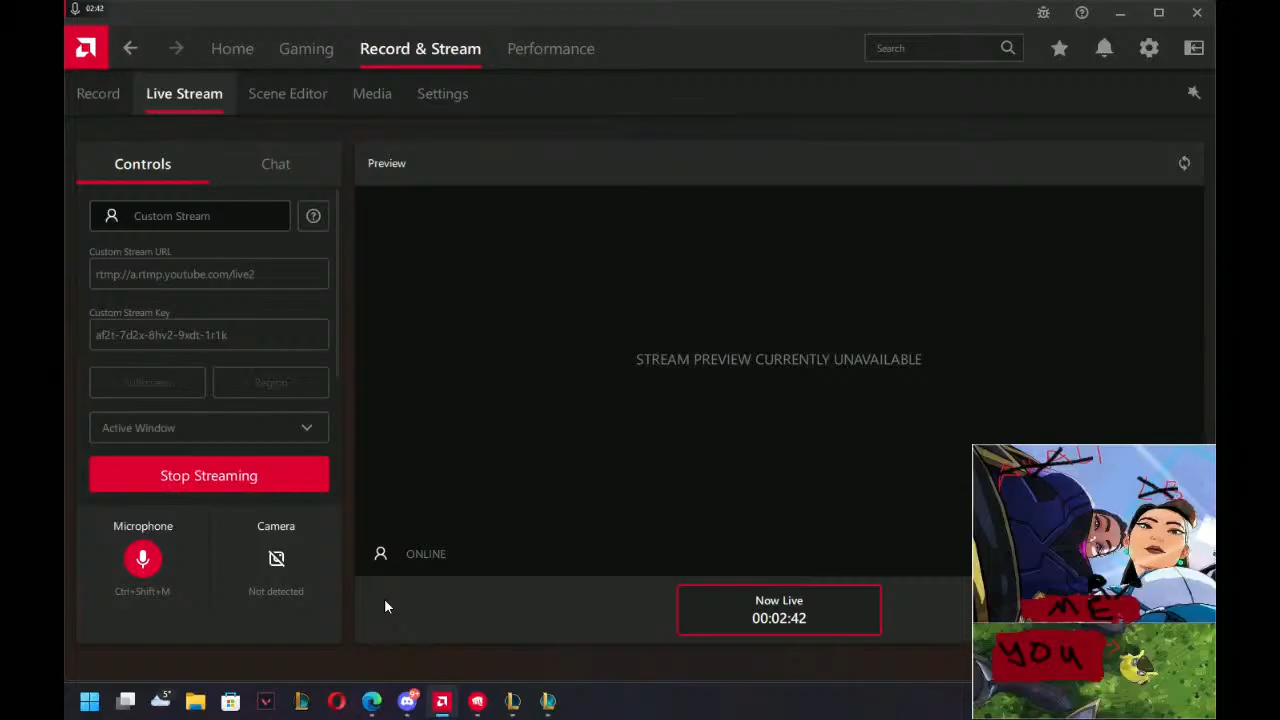 02:42
Home Gaming Record & Stream Performance Search
Record Live Stream Scene Editor Media Settings
Controls Chat
Preview
Custom Stream
Custom Stream URL
rtmp://a.rtmp.youtube.com/live2
Custom Stream Key
af2t-7d2x-8hv2-9xdt-1r1k
Region
Active Window
Stop Streaming
Microphone Camera
Ctrl+Shift+M Not detected
STREAM PREVIEW CURRENTLY UNAVAILABLE
ONLINE
Now Live
00:02:42
ME
YOU
5°